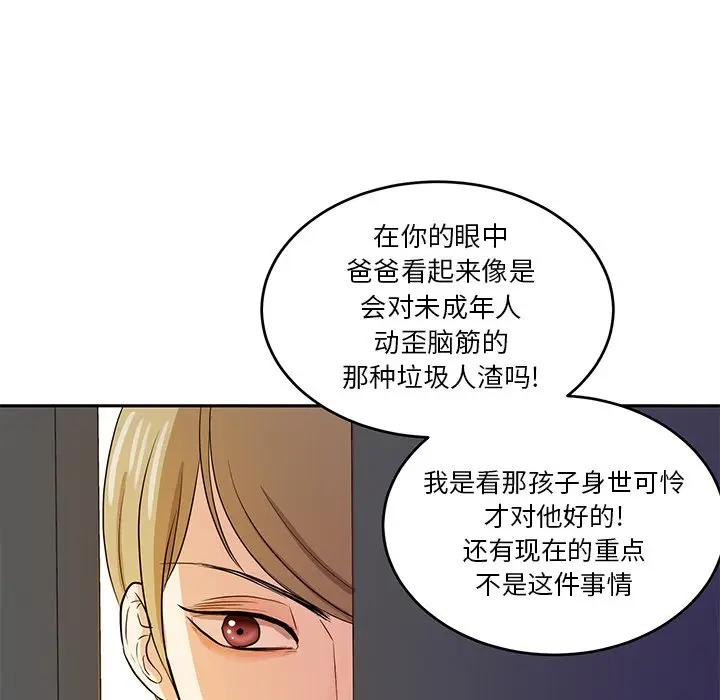 在你的眼中
爸爸看起来像是
会对未成年人
动歪脑筋的
那种垃圾人渣吗!
我是看那孩子身世可怜
才对他好的!
还有现在的重点
不是这件事情